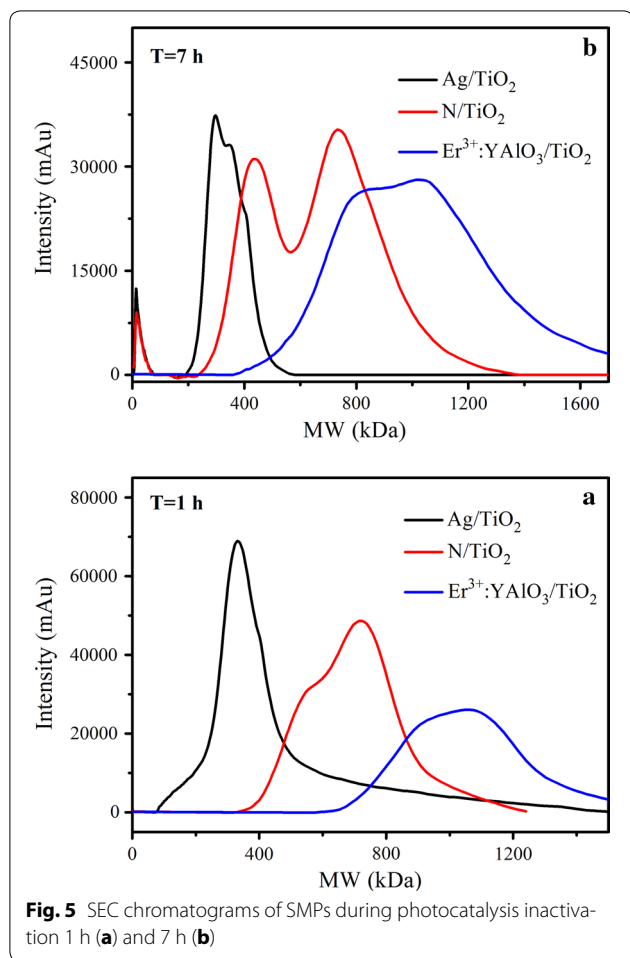 T=7 h
b
Ag/TiO₂
N/TiO₂
Er³⁺:YAlO₃/TiO₂
Intensity (mAu)
45000
30000
15000
0
0 400 800 1200 1600
MW (kDa)
T=1 h
a
Ag/TiO₂
N/TiO₂
Er³⁺:YAlO₃/TiO₂
Intensity (mAu)
80000
60000
40000
20000
0
0 400 800 1200
MW (kDa)
Fig. 5 SEC chromatograms of SMPs during photocatalysis inactiva-
tion 1 h (a) and 7 h (b)